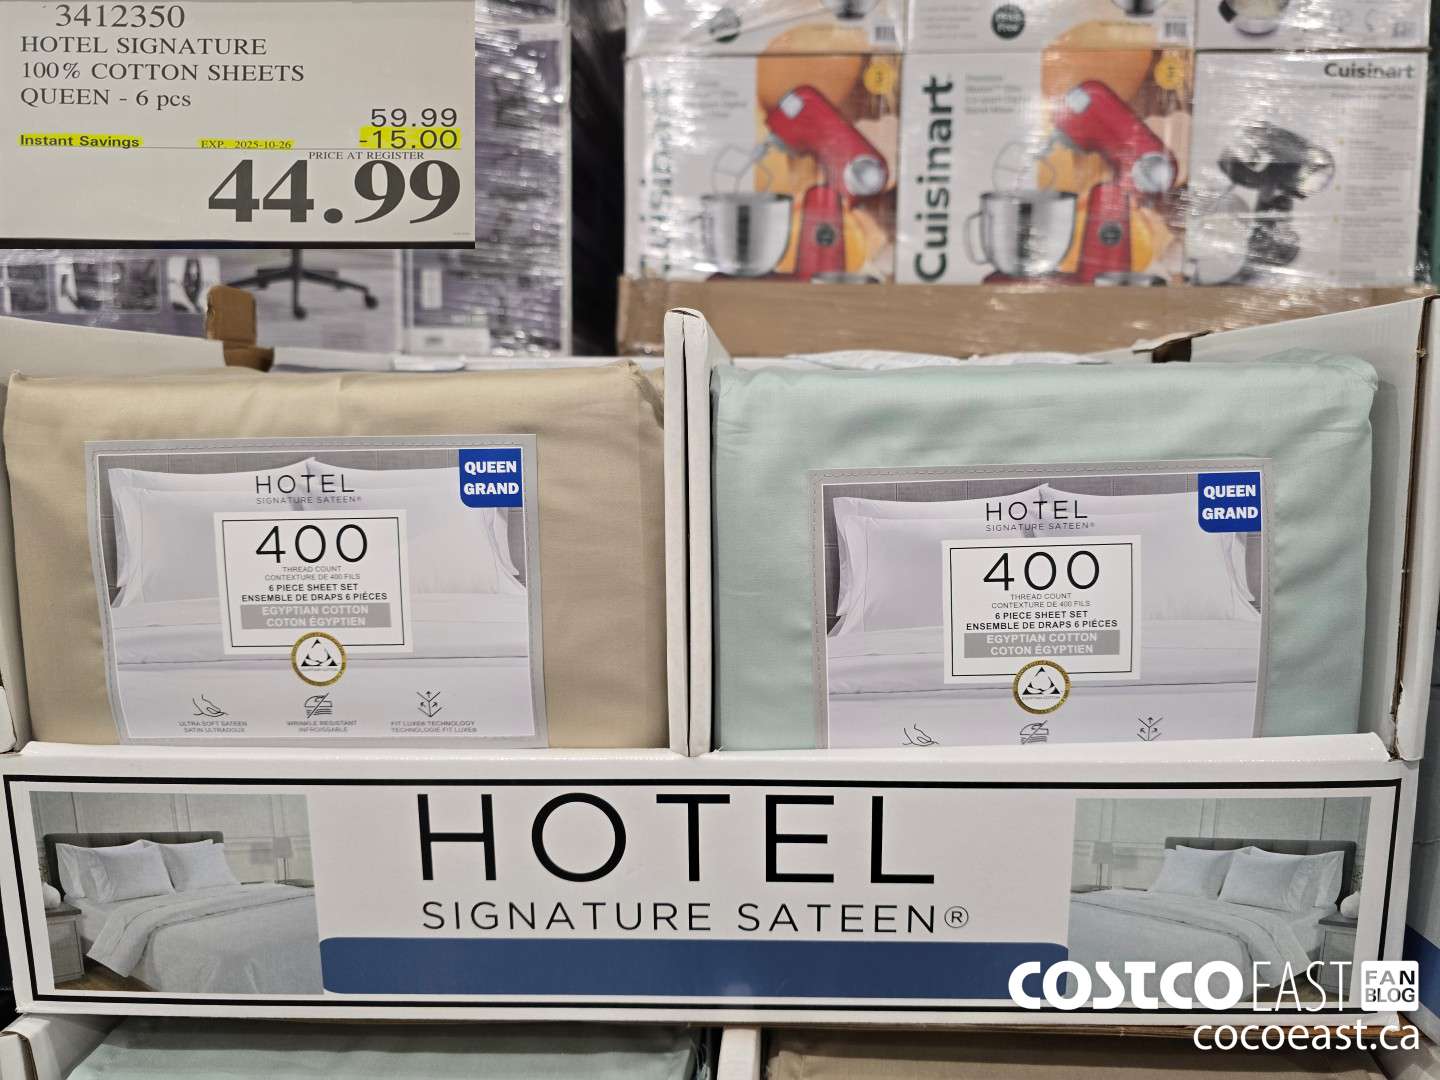 3412350
HOTEL SIGNATURE
100% COTTON SHEETS
QUEEN - 6 pcs
59.99
Instant Savings EXP. 2025-10-26 -15.00
PRICE AT REGISTER
44.99
Cuisinart
Cuisinart
Cuisinart
QUEEN
GRAND
HOTEL
SIGNATURE SATEEN®
400
THREAD COUNT
CONTEXTURE DE 400 FILS
6 PIECE SHEET SET
ENSEMBLE DE DRAPS 6 PIÈCES
EGYPTIAN COTTON
COTON ÉGYPTIEN
ULTRA SOFT SATEEN
SATIN ULTRADOUX
WRINKLE RESISTANT
INFROISSABLE
FIT LUXE® TECHNOLOGY
TECHNOLOGIE FIT LUXE®
QUEEN
GRAND
HOTEL
SIGNATURE SATEEN®
400
THREAD COUNT
CONTEXTURE DE 400 FILS
6 PIECE SHEET SET
ENSEMBLE DE DRAPS 6 PIÈCES
EGYPTIAN COTTON
COTON ÉGYPTIEN
HOTEL
SIGNATURE SATEEN®
COSTCO EAST FAN BLOG
cocoeast.ca